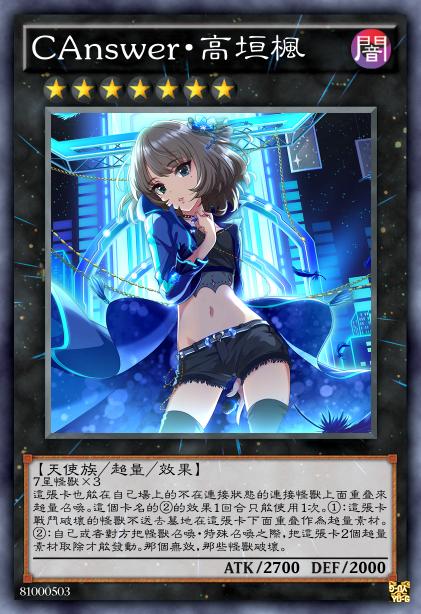 CAnswer・高垣楓
闇
【天使族/超量/效果】
7星怪獸×3
這張卡也能在自己場上的不在連接狀態的連接怪獸上面重疊來
超量召喚。這個卡名的②的效果1回合只能使用1次。①：這張卡
戰鬥破壞的怪獸不送去墓地在這張卡下面重疊作為超量素材。
②：自己或者對方把怪獸召喚・特殊召喚之際，把這張卡2個超量
素材取除才能發動。那個無效，那些怪獸破壞。
ATK/2700 DEF/2000
81000503